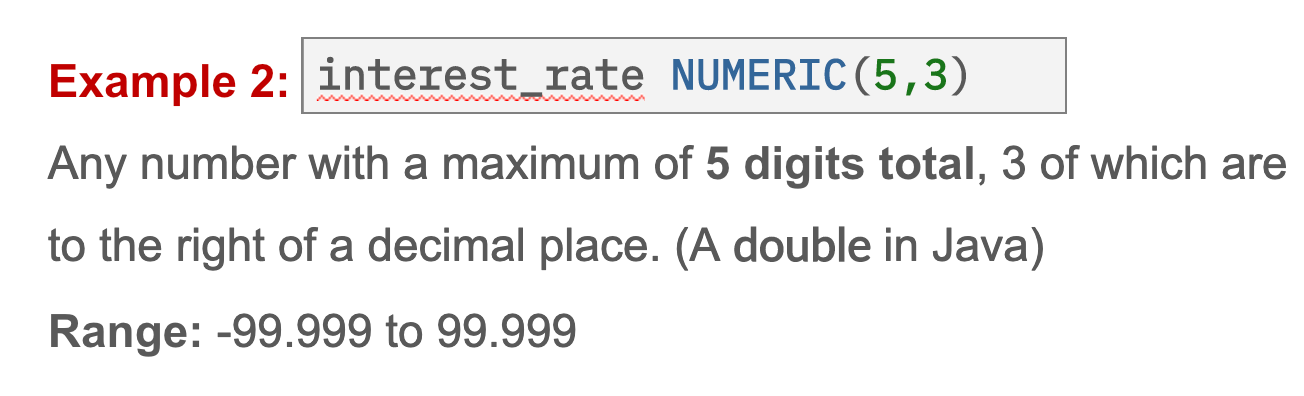 Example 2: interest_rate NUMERIC(5,3)
Any number with a maximum of 5 digits total, 3 of which are
to the right of a decimal place. (A double in Java)
Range: -99.999 to 99.999